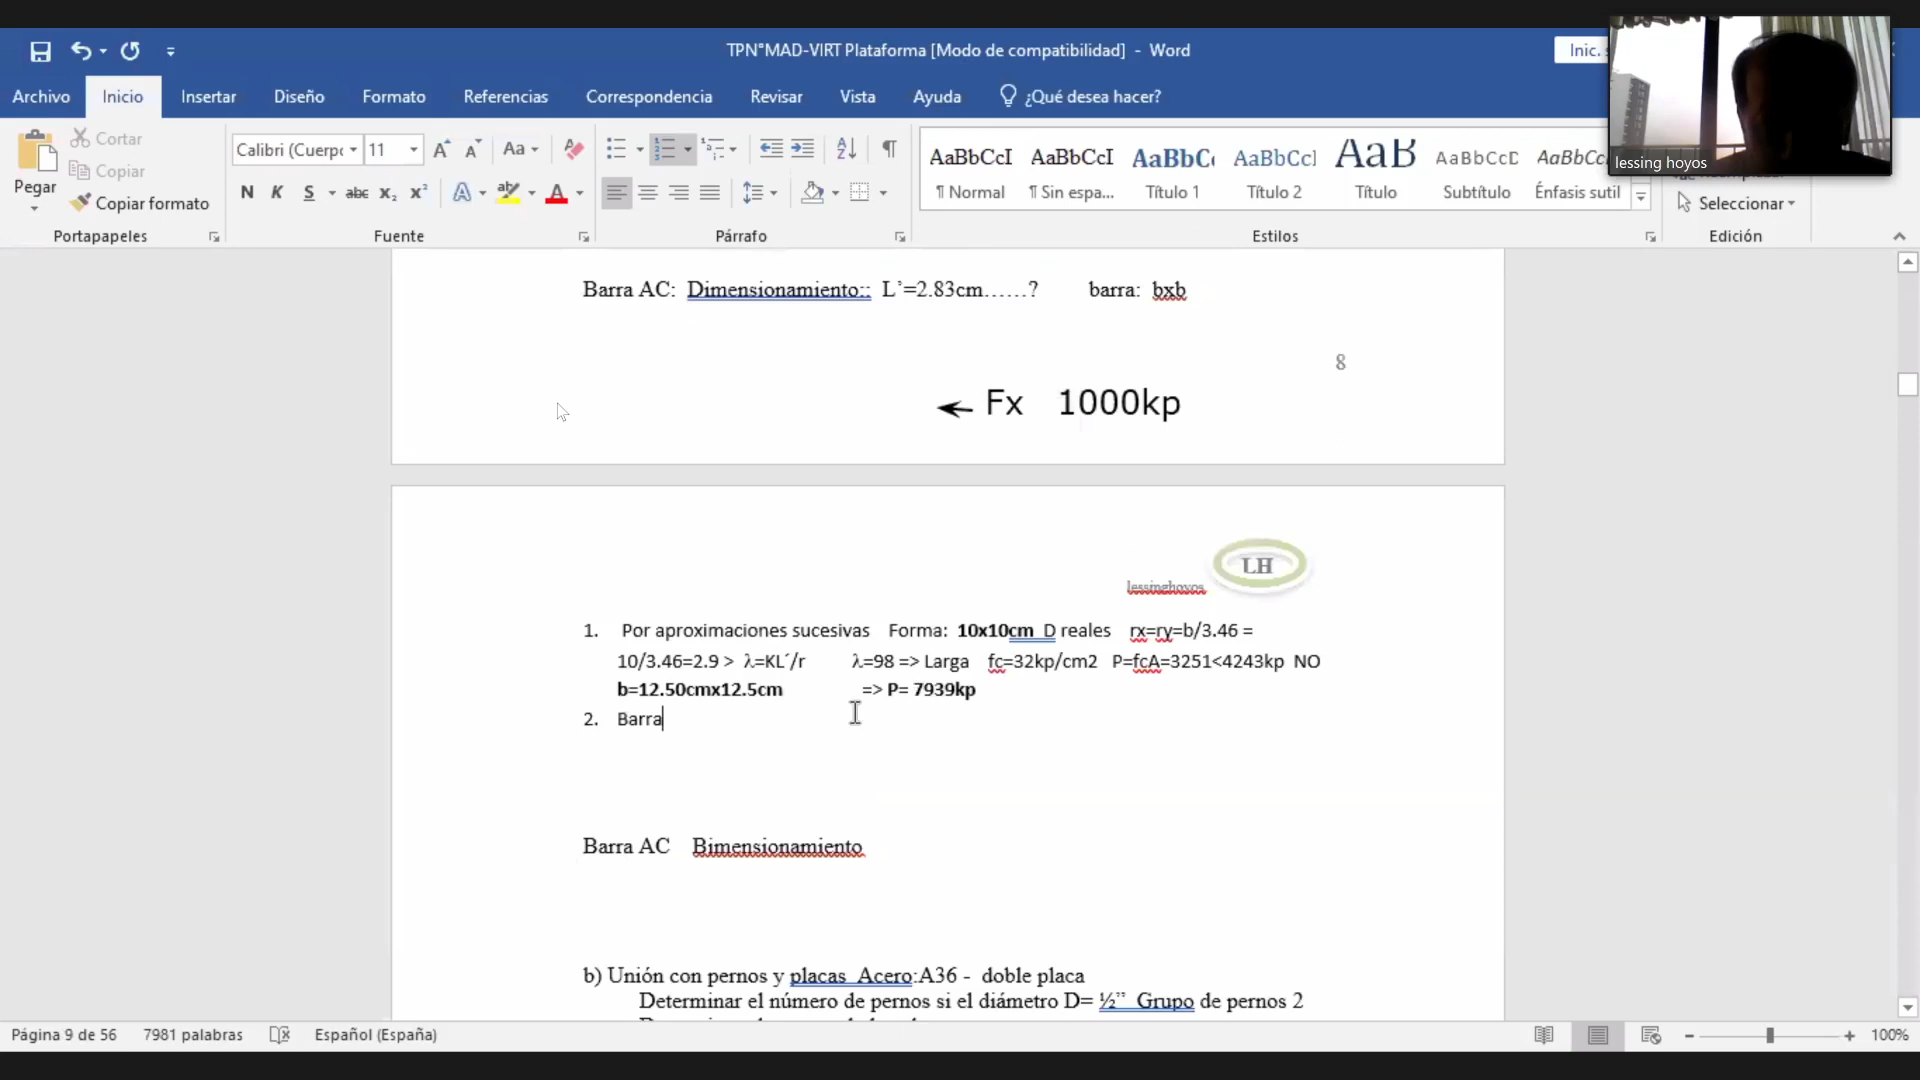 TPN°MAD-VIRT Plataforma [Modo de compatibilidad] - Word
Inic.
Archivo Inicio Insertar Diseño Formato Referencias Correspondencia Revisar Vista Ayuda ¿Qué desea hacer?
Pegar
Cortar
Copiar
Copiar formato
Portapapeles
Calibri (Cuerpo 11
N K S abc x₂ x²
Fuente
Párrafo
AaBbCcI AaBbCcI AaBbC AaBbCcI AaB AaBbCcD AaBbCc
¶ Normal ¶ Sin espa... Título 1 Título 2 Título Subtítulo Énfasis sutil
Estilos
Seleccionar
Edición
lessing hoyos
Barra AC: Dimensionamiento:: L'=2.83cm……? barra: bxb
8
Fx 1000kp
LH
lessinghoyos
1. Por aproximaciones sucesivas Forma: 10x10cm D reales rx=ry=b/3.46 =
10/3.46=2.9 > λ=KL´/r λ=98 => Larga fc=32kp/cm2 P=fcA=3251<4243kp NO
b=12.50cmx12.5cm => P= 7939kp
2. Barra
Barra AC Bimensionamiento
b) Unión con pernos y placas Acero:A36 - doble placa
Determinar el número de pernos si el diámetro D= ½” Grupo de pernos 2
Página 9 de 56 7981 palabras Español (España) 100%